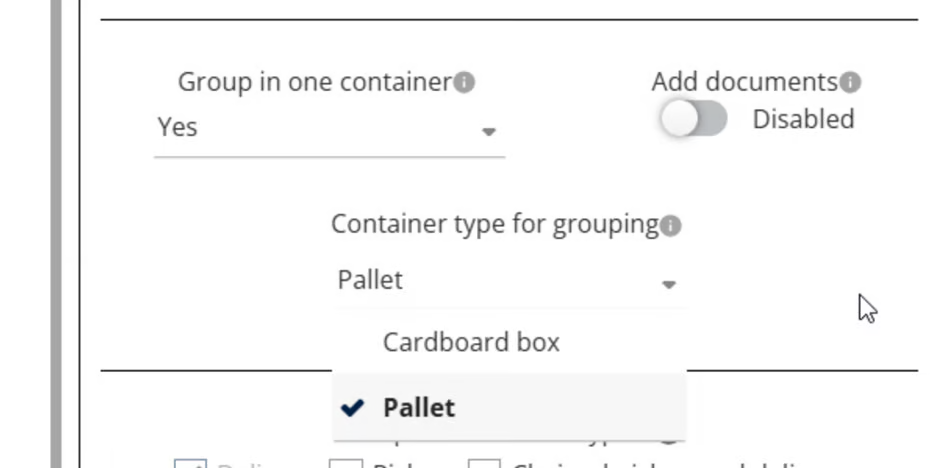 Group in one container
Add documents
Yes
Disabled
Container type for grouping
Pallet
Cardboard box
Pallet